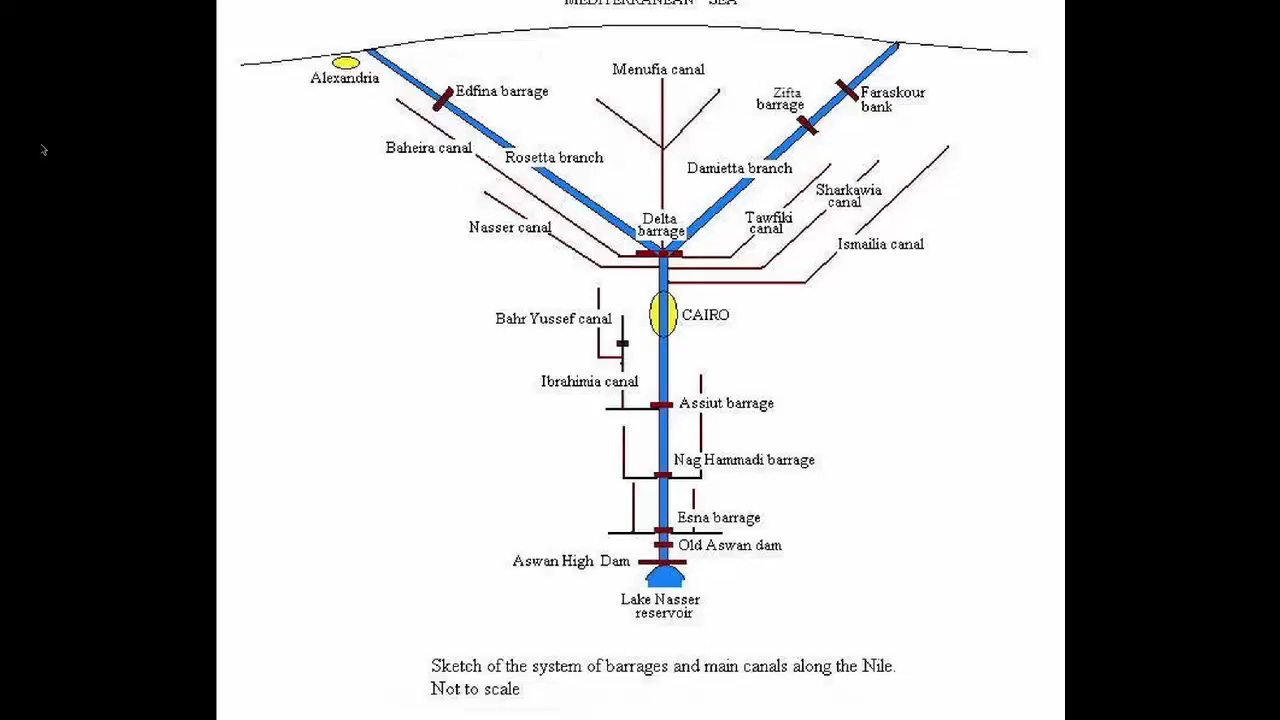 MEDITERRANEAN SEA
Alexandria
Edfina barrage
Menufia canal
Zifta
barrage
Faraskour
bank
Baheira canal
Rosetta branch
Damietta branch
Sharkawia
canal
Nasser canal
Delta
barrage
Tawfiki
canal
Ismailia canal
Bahr Yussef canal
CAIRO
Ibrahimia canal
Assiut barrage
Nag Hammadi barrage
Esna barrage
Old Aswan dam
Aswan High Dam
Lake Nasser
reservoir
Sketch of the system of barrages and main canals along the Nile.
Not to scale